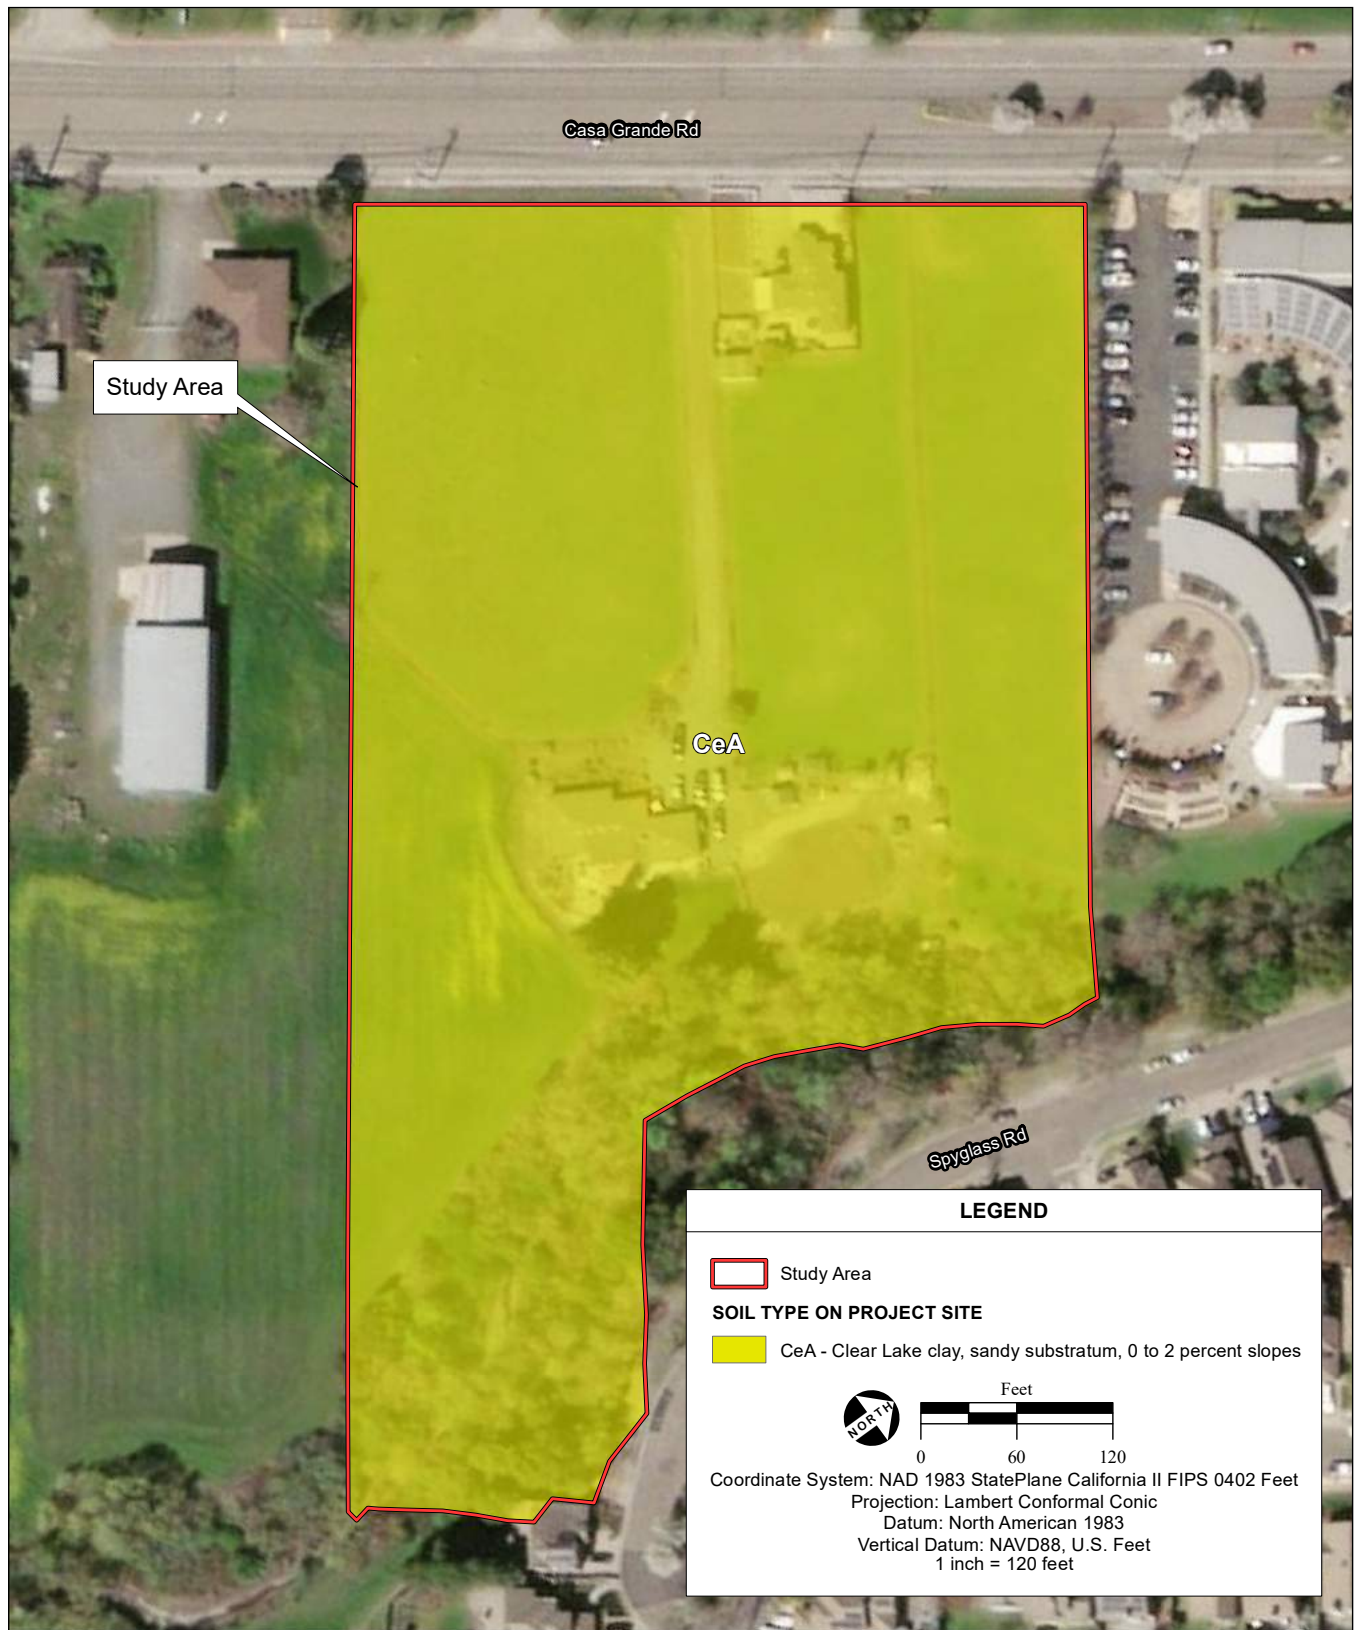 Casa Grande Rd
Study Area
CeA
Spyglass Rd
LEGEND
Study Area
SOIL TYPE ON PROJECT SITE
CeA - Clear Lake clay, sandy substratum, 0 to 2 percent slopes
NORTH
Feet
0 60 120
Coordinate System: NAD 1983 StatePlane California II FIPS 0402 Feet
Projection: Lambert Conformal Conic
Datum: North American 1983
Vertical Datum: NAVD88, U.S. Feet
1 inch = 120 feet